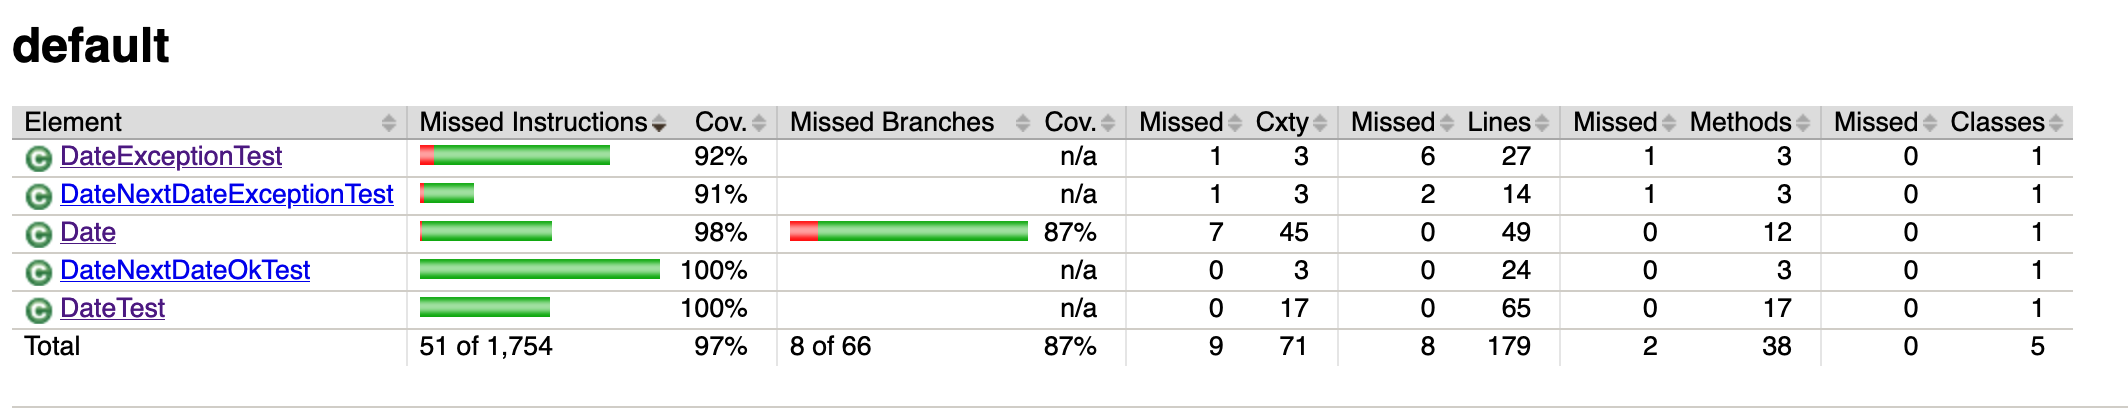 default
Element Missed Instructions Cov. Missed Branches Cov. Missed Cxty Missed Lines Missed Methods Missed Classes
C DateExceptionTest 92% n/a 1 3 6 27 1 3 0 1
C DateNextDateExceptionTest 91% n/a 1 3 2 14 1 3 0 1
C Date 98% 87% 7 45 0 49 0 12 0 1
C DateNextDateOkTest 100% n/a 0 3 0 24 0 3 0 1
C DateTest 100% n/a 0 17 0 65 0 17 0 1
Total 51 of 1,754 97% 8 of 66 87% 9 71 8 179 2 38 0 5